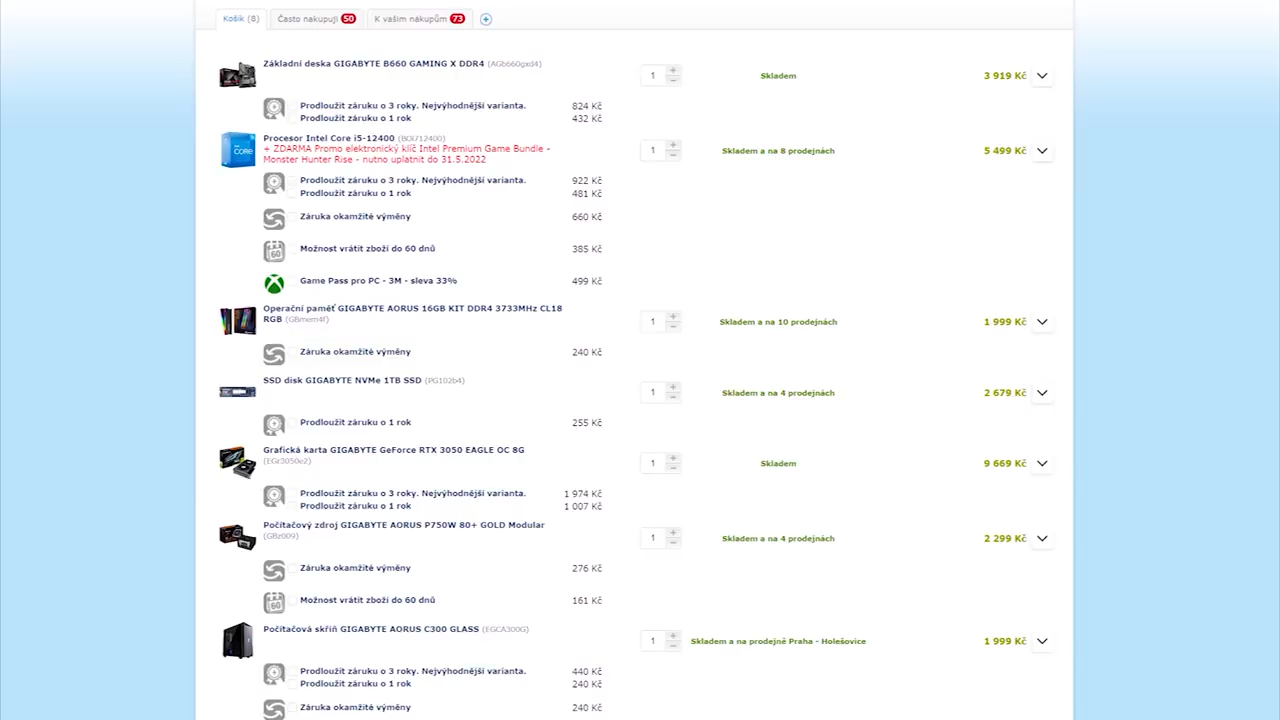 Košík (8) Často nakupují 50 K vašim nákupům 73
Základní deska GIGABYTE B660 GAMING X DDR4 (AGb660gxd4)
1 Skladem 3 919 Kč
Prodloužit záruku o 3 roky. Nejvýhodnější varianta. 824 Kč
Prodloužit záruku o 1 rok 432 Kč
Procesor Intel Core i5-12400 (BOi712400)
+ ZDARMA Promo elektronický klíč Intel Premium Game Bundle -
Monster Hunter Rise - nutno uplatnit do 31.5.2022
1 Skladem a na 8 prodejnách 5 499 Kč
CORE
Prodloužit záruku o 3 roky. Nejvýhodnější varianta. 922 Kč
Prodloužit záruku o 1 rok 481 Kč
Záruka okamžité výměny 660 Kč
60 Možnost vrátit zboží do 60 dnů 385 Kč
Game Pass pro PC - 3M - sleva 33% 499 Kč
Operační paměť GIGABYTE AORUS 16GB KIT DDR4 3733MHz CL18
RGB (GBmem4f)
1 Skladem a na 10 prodejnách 1 999 Kč
Záruka okamžité výměny 240 Kč
SSD disk GIGABYTE NVMe 1TB SSD (PG102b4)
1 Skladem a na 4 prodejnách 2 679 Kč
Prodloužit záruku o 1 rok 255 Kč
Grafická karta GIGABYTE GeForce RTX 3050 EAGLE OC 8G
(EGr3050e2)
1 Skladem 9 669 Kč
Prodloužit záruku o 3 roky. Nejvýhodnější varianta. 1 974 Kč
Prodloužit záruku o 1 rok 1 007 Kč
Počítačový zdroj GIGABYTE AORUS P750W 80+ GOLD Modular
(GBz009)
1 Skladem a na 4 prodejnách 2 299 Kč
Záruka okamžité výměny 276 Kč
60 Možnost vrátit zboží do 60 dnů 161 Kč
Počítačová skříň GIGABYTE AORUS C300 GLASS (EGCA300G)
1 Skladem a na prodejně Praha - Holešovice 1 999 Kč
Prodloužit záruku o 3 roky. Nejvýhodnější varianta. 440 Kč
Prodloužit záruku o 1 rok 240 Kč
Záruka okamžité výměny 240 Kč